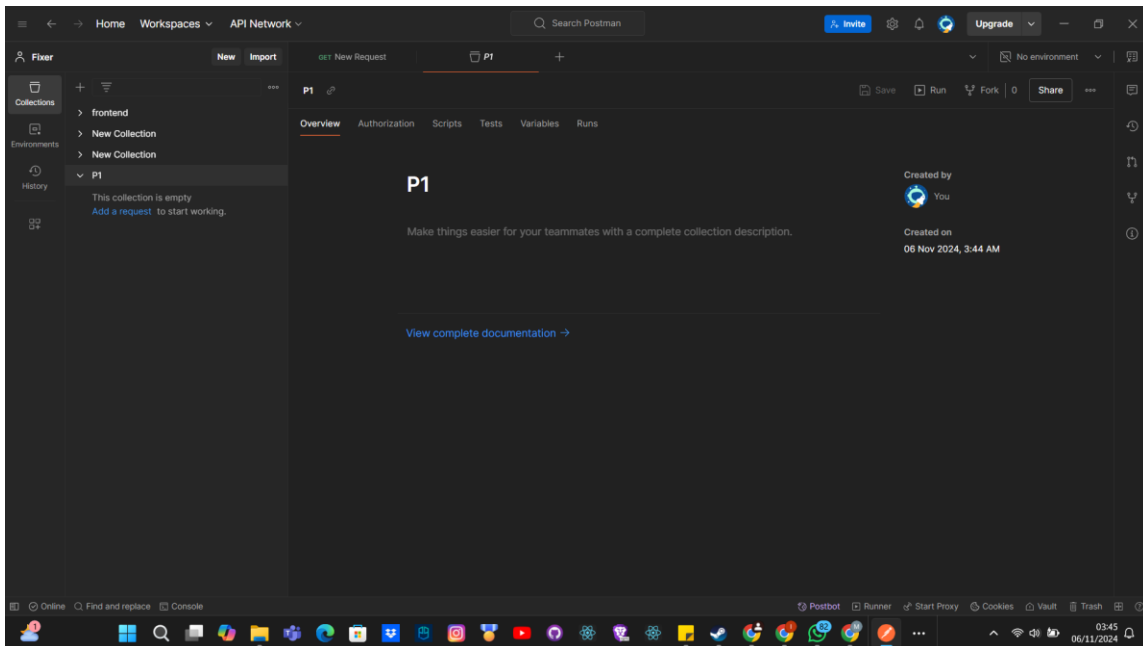 Home Workspaces API Network Search Postman Invite Upgrade
Fixer New Import GET New Request P1 No environment
Collections
Environments
History
frontend
New Collection
New Collection
P1
This collection is empty
Add a request to start working.
P1 Save Run Fork 0 Share
Overview Authorization Scripts Tests Variables Runs
P1
Make things easier for your teammates with a complete collection description.
View complete documentation →
Created by
You
Created on
06 Nov 2024, 3:44 AM
Online Find and replace Console Postbot Runner Start Proxy Cookies Vault Trash
1 82 M 03:45
06/11/2024